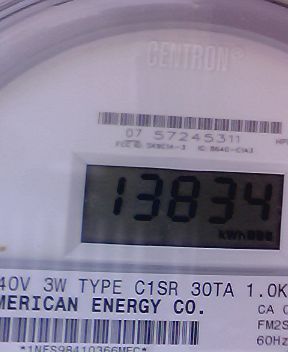 CENTRON®
07 57245311
13834
kWh
40V 3W TYPE C1SR 30TA 1.0K
MERICAN ENERGY CO.
CA
FM2S
60Hz